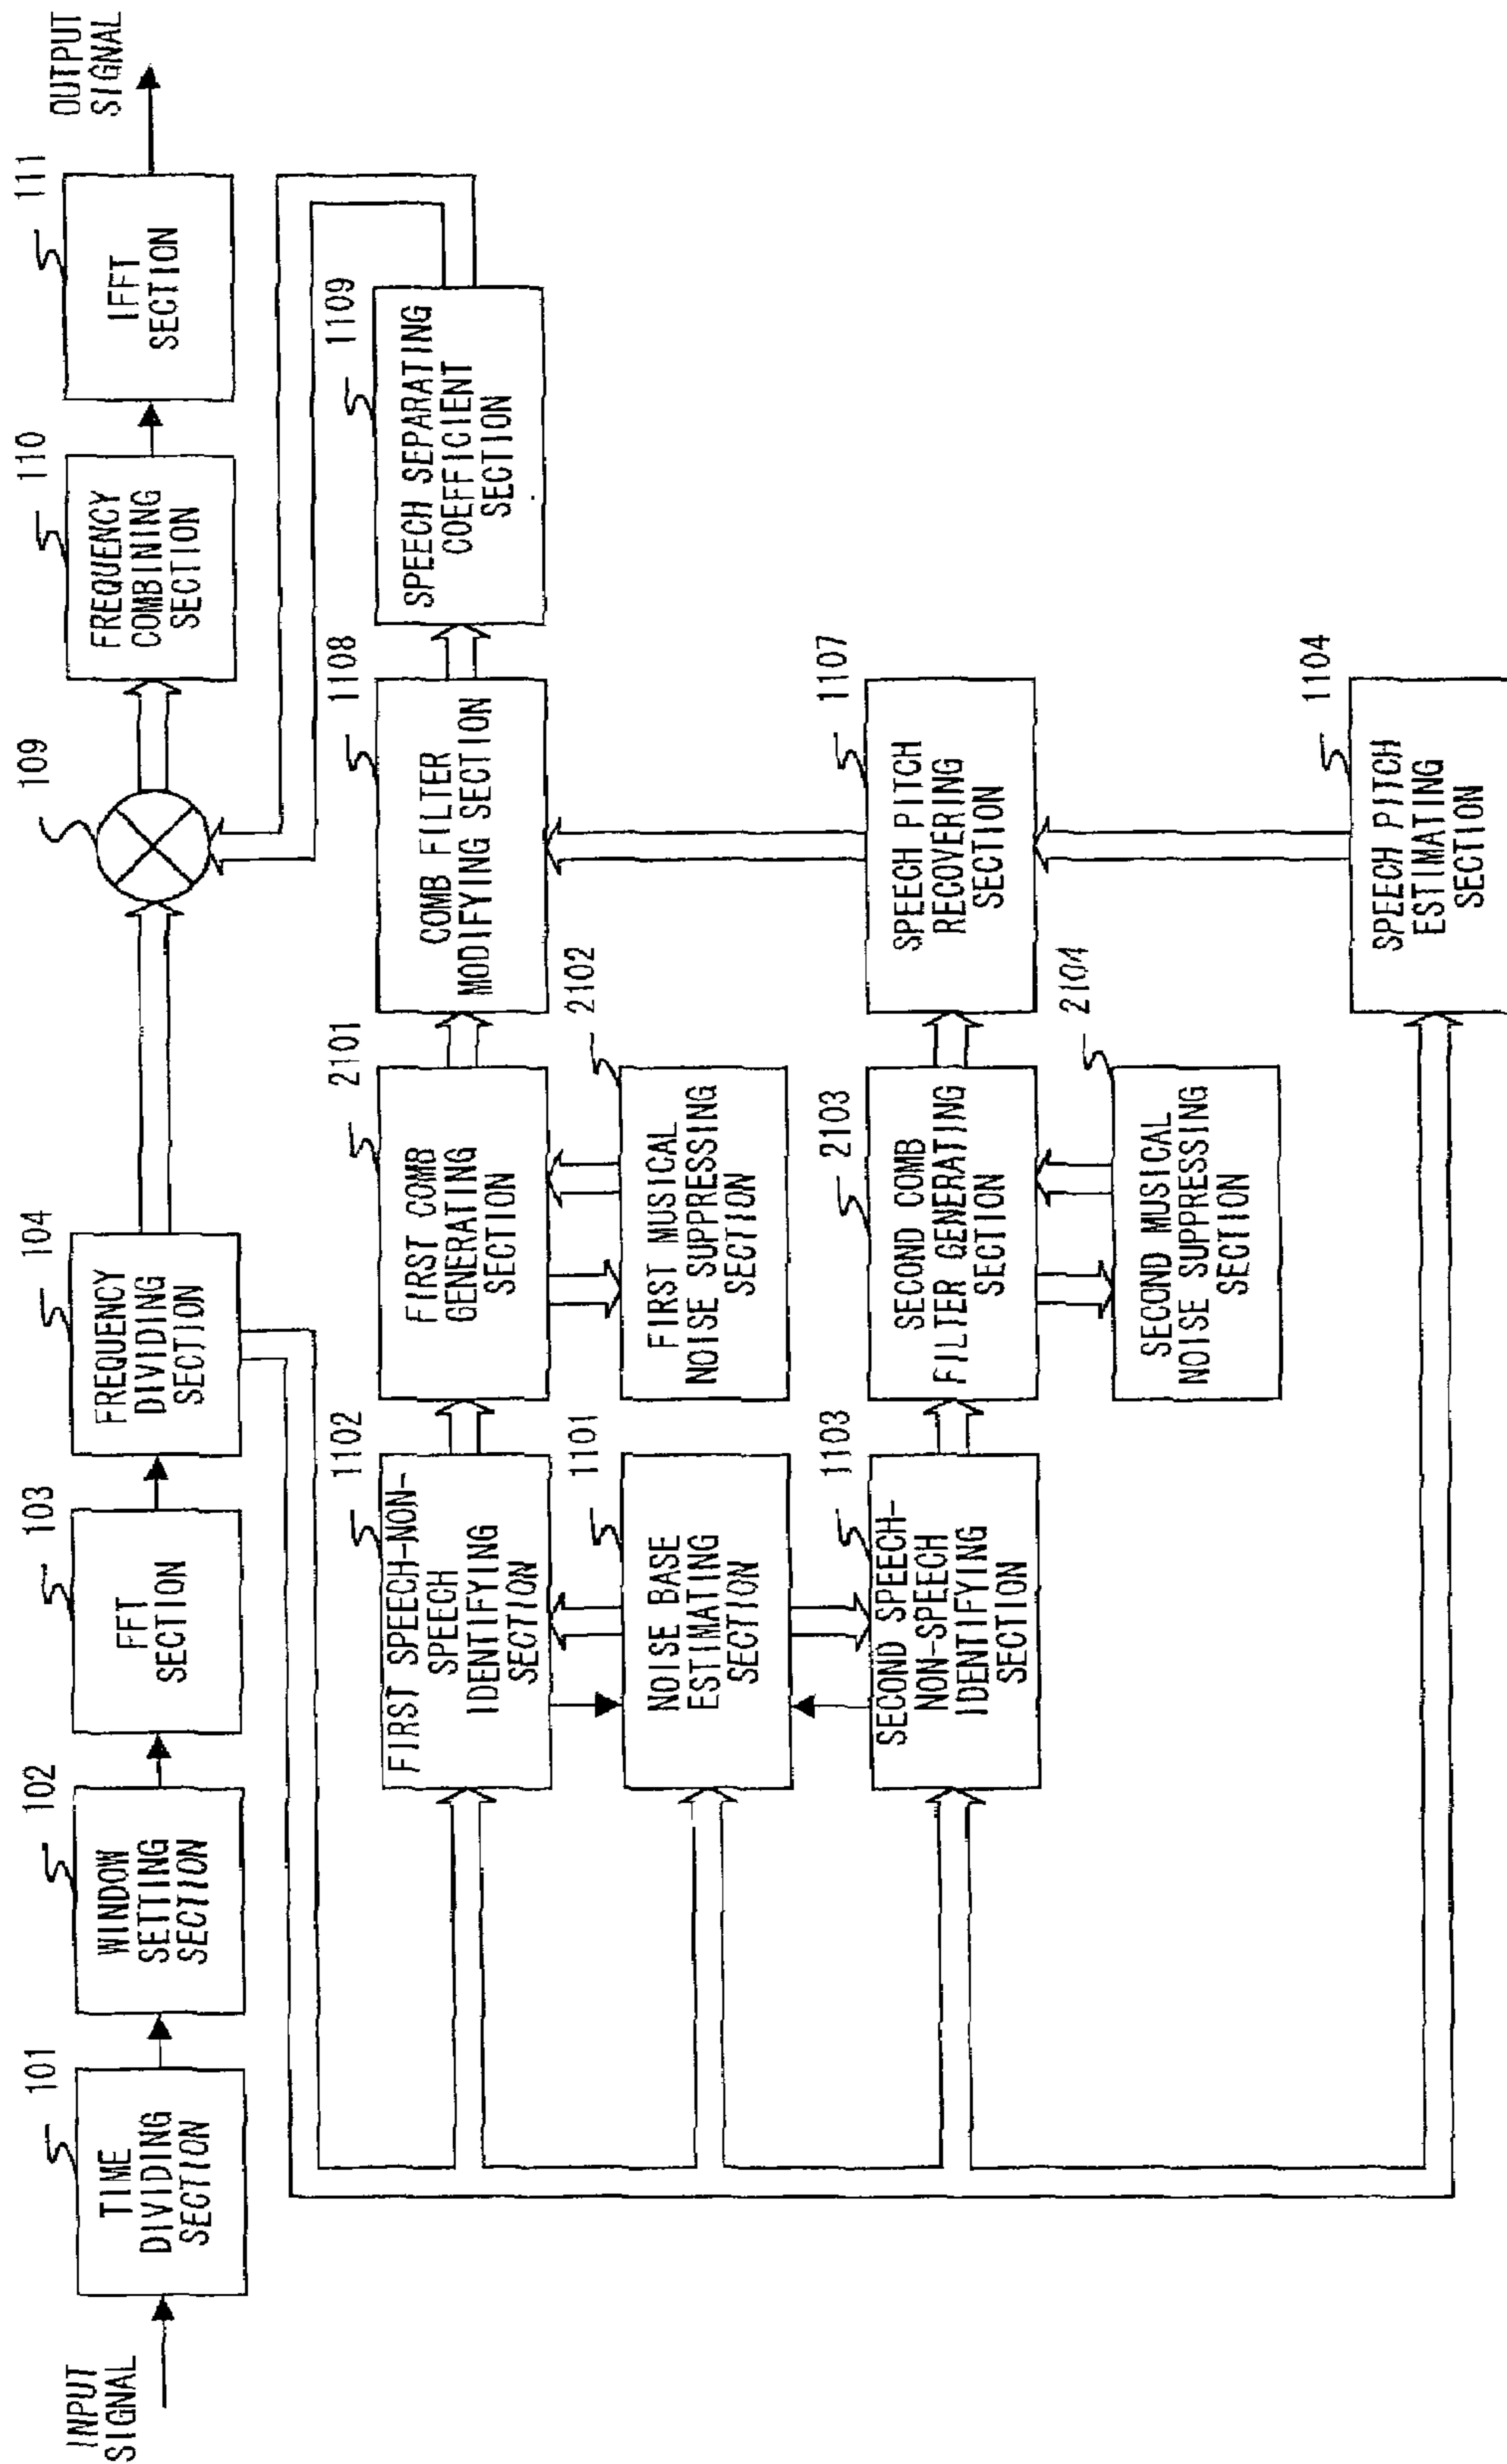 INPUT
SIGNAL
101
TIME
DIVIDING
SECTION
102
WINDOW
SETTING
SECTION
103
FFT
SECTION
104
FREQUENCY
DIVIDING
SECTION
109
110
FREQUENCY
COMBINING
SECTION
111
IFFT
SECTION
OUTPUT
SIGNAL
1102
FIRST SPEECH-NON-
SPEECH
IDENTIFYING
SECTION
2101
FIRST COMB
GENERATING
SECTION
1108
COMB FILTER
MODIFYING SECTION
1109
SPEECH SEPARATING
COEFFICIENT
SECTION
1101
NOISE BASE
ESTIMATING
SECTION
2102
FIRST MUSICAL
NOISE SUPPRESSING
SECTION
1103
SECOND SPEECH-
NON-SPEECH
IDENTIFYING
SECTION
2103
SECOND COMB
FILTER GENERATING
SECTION
1107
SPEECH PITCH
RECOVERING
SECTION
2104
SECOND MUSICAL
NOISE SUPPRESSING
SECTION
1104
SPEECH PITCH
ESTIMATING
SECTION